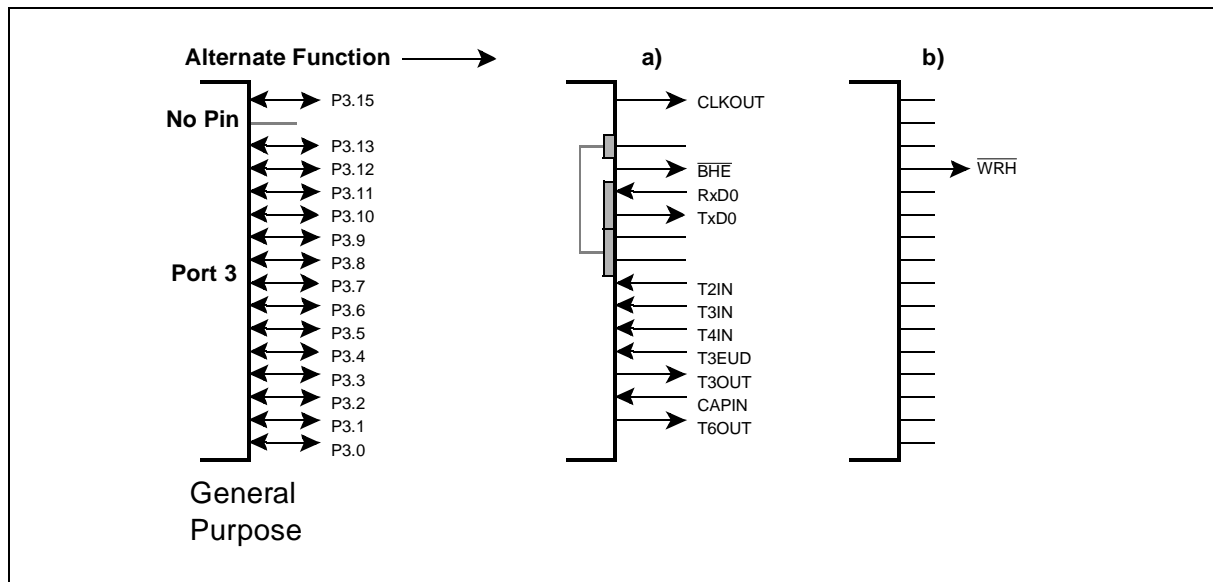 Alternate Function
a)
b)
No Pin
Port 3
P3.15
P3.13
P3.12
P3.11
P3.10
P3.9
P3.8
P3.7
P3.6
P3.5
P3.4
P3.3
P3.2
P3.1
P3.0
General
Purpose
CLKOUT
BHE
RxD0
TxD0
T2IN
T3IN
T4IN
T3EUD
T3OUT
CAPIN
T6OUT
WRH